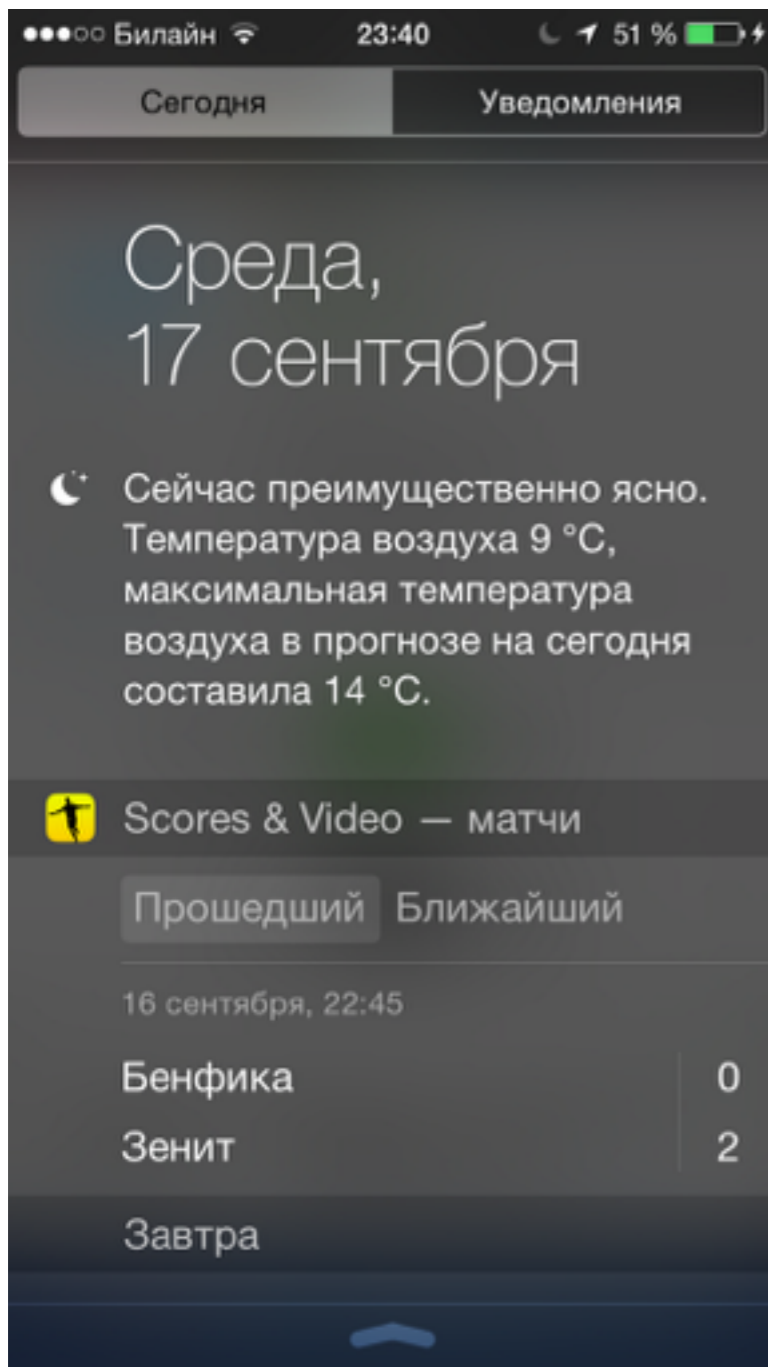 Билайн 23:40 51 %
Сегодня Уведомления
Среда,
17 сентября
Сейчас преимущественно ясно.
Температура воздуха 9 °C,
максимальная температура
воздуха в прогнозе на сегодня
составила 14 °C.
Scores & Video — матчи
Прошедший Ближайший
16 сентября, 22:45
Бенфика 0
Зенит 2
Завтра